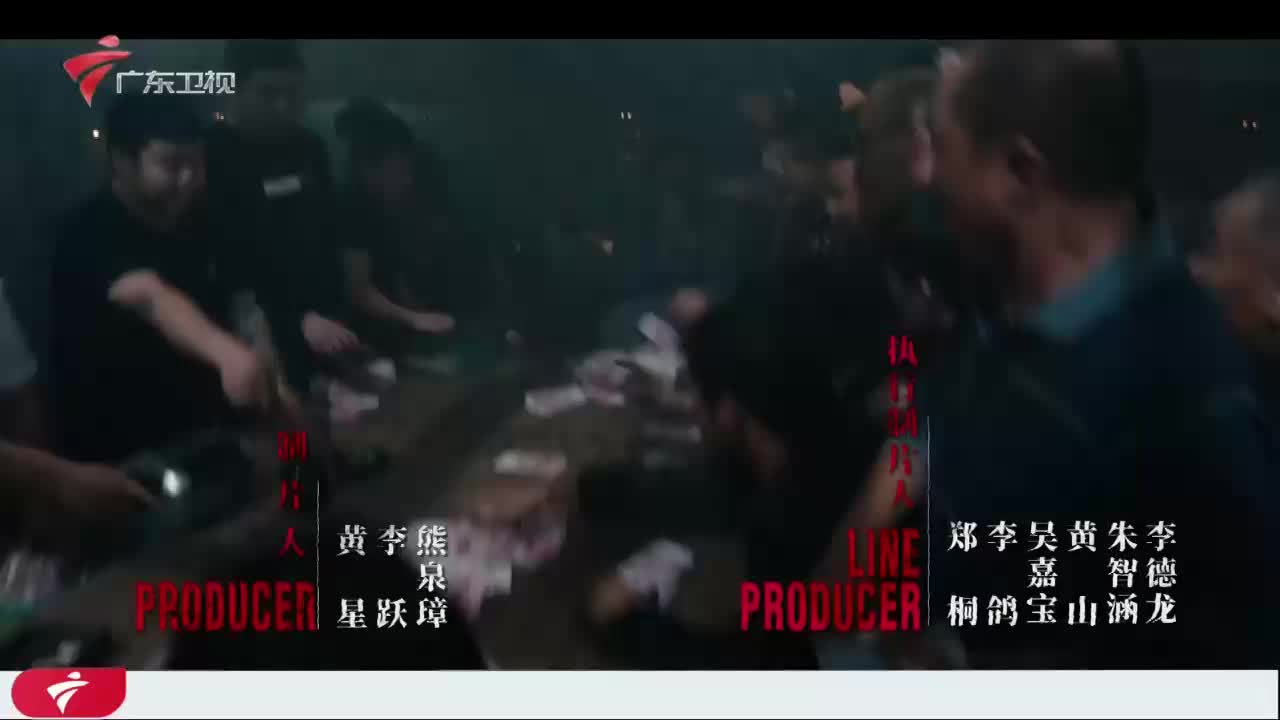 广东卫视
制片人
PRODUCER
黄星
李跃
熊泉璋
执行制片人
LINE
PRODUCER
郑桐
李鸽
吴嘉宝
黄山
朱智涵
李德龙